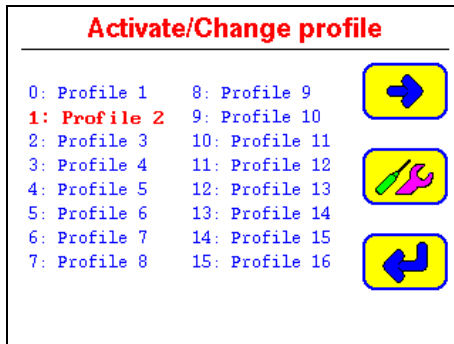 Activate/Change profile
0: Profile 1
1: Profile 2
2: Profile 3
3: Profile 4
4: Profile 5
5: Profile 6
6: Profile 7
7: Profile 8
8: Profile 9
9: Profile 10
10: Profile 11
11: Profile 12
12: Profile 13
13: Profile 14
14: Profile 15
15: Profile 16